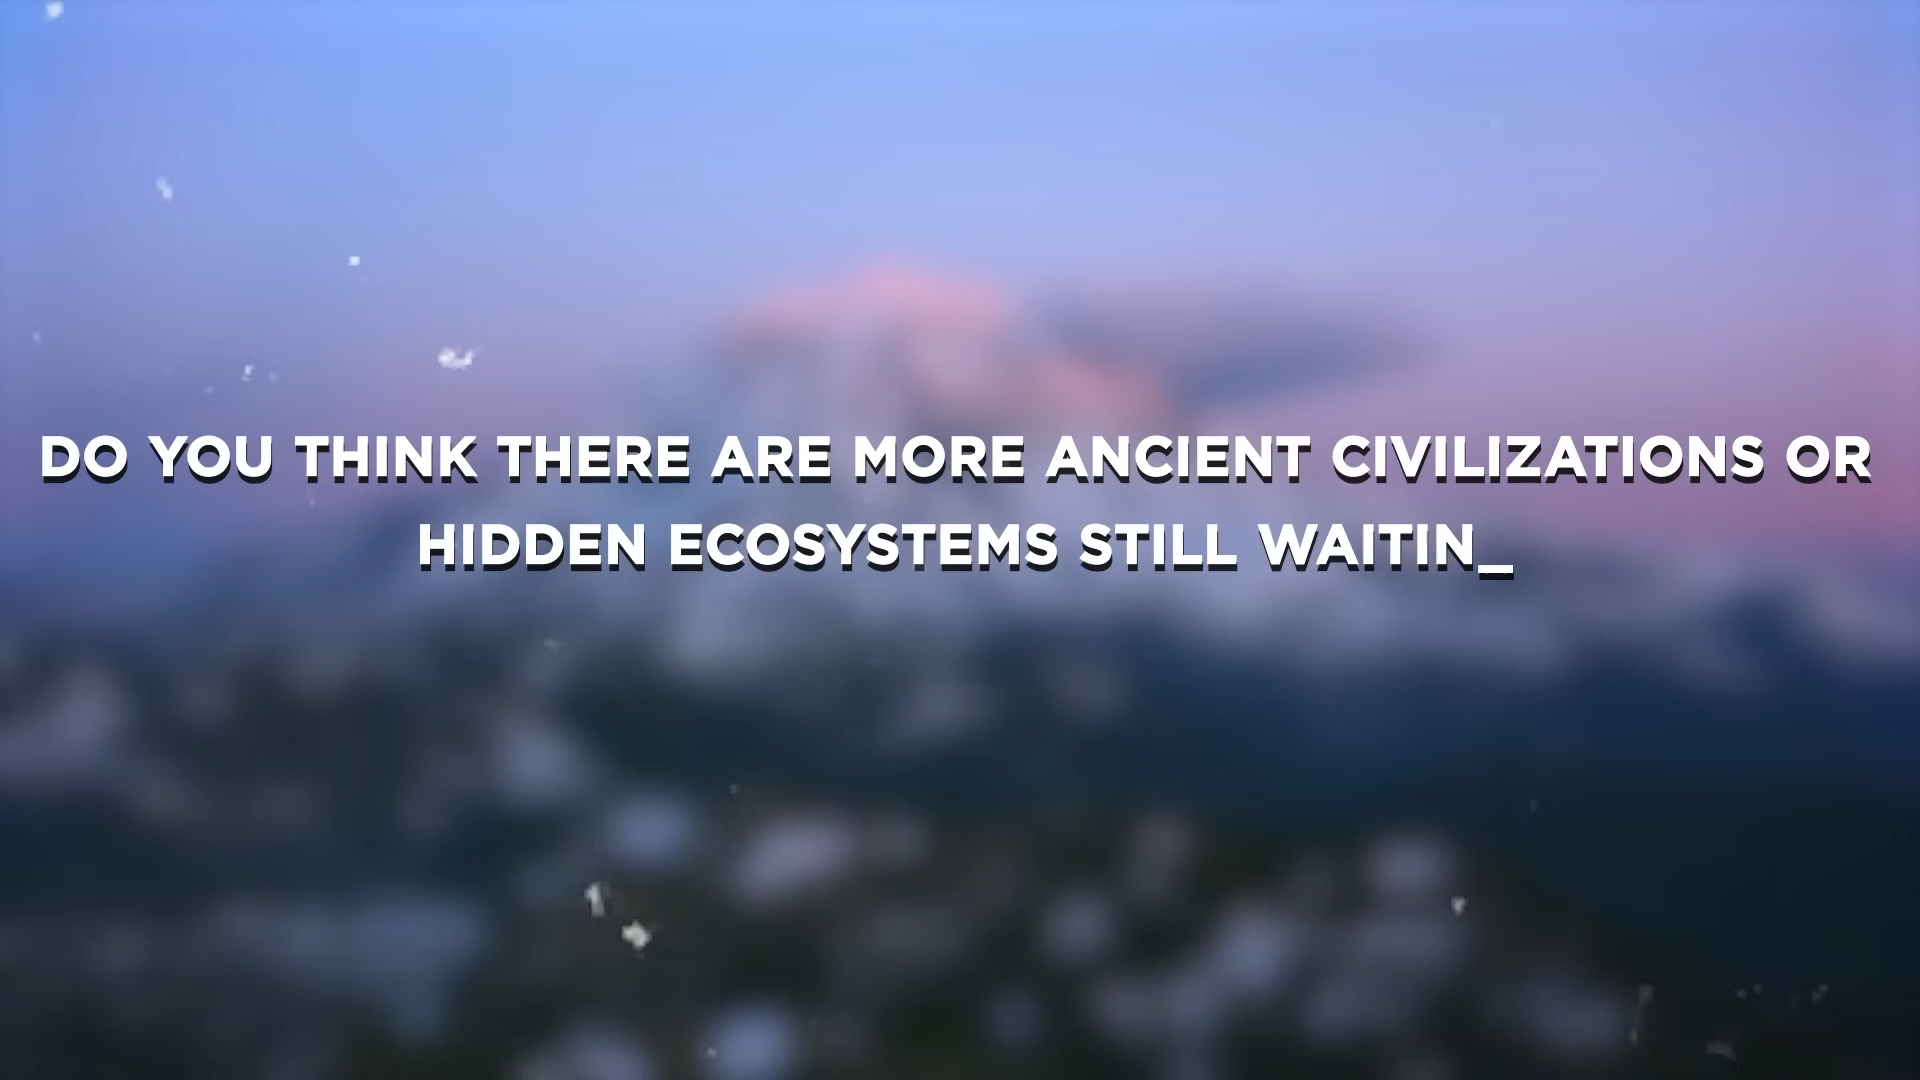 DO YOU THINK THERE ARE MORE ANCIENT CIVILIZATIONS OR
HIDDEN ECOSYSTEMS STILL WAITIN_